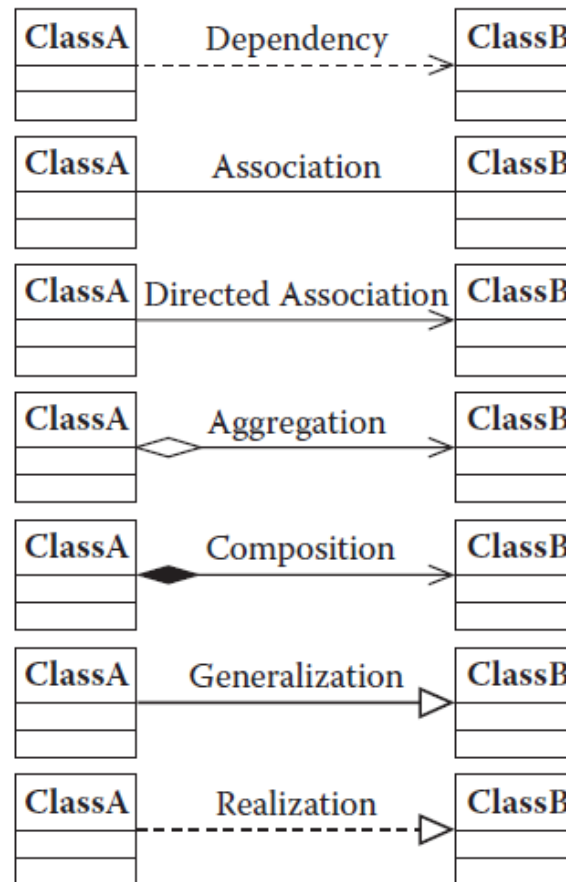 ClassA Dependency ClassB
ClassA Association ClassB
ClassA Directed Association ClassB
ClassA Aggregation ClassB
ClassA Composition ClassB
ClassA Generalization ClassB
ClassA Realization ClassB